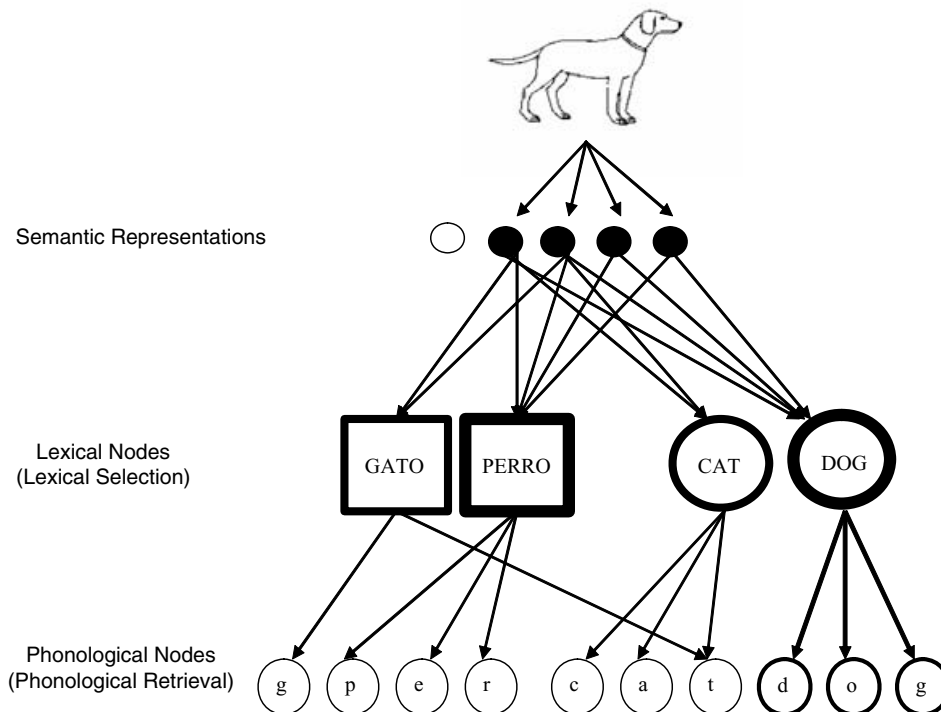 Semantic Representations
Lexical Nodes
(Lexical Selection)
GATO PERRO CAT DOG
Phonological Nodes
(Phonological Retrieval)
g p e r c a t d o g